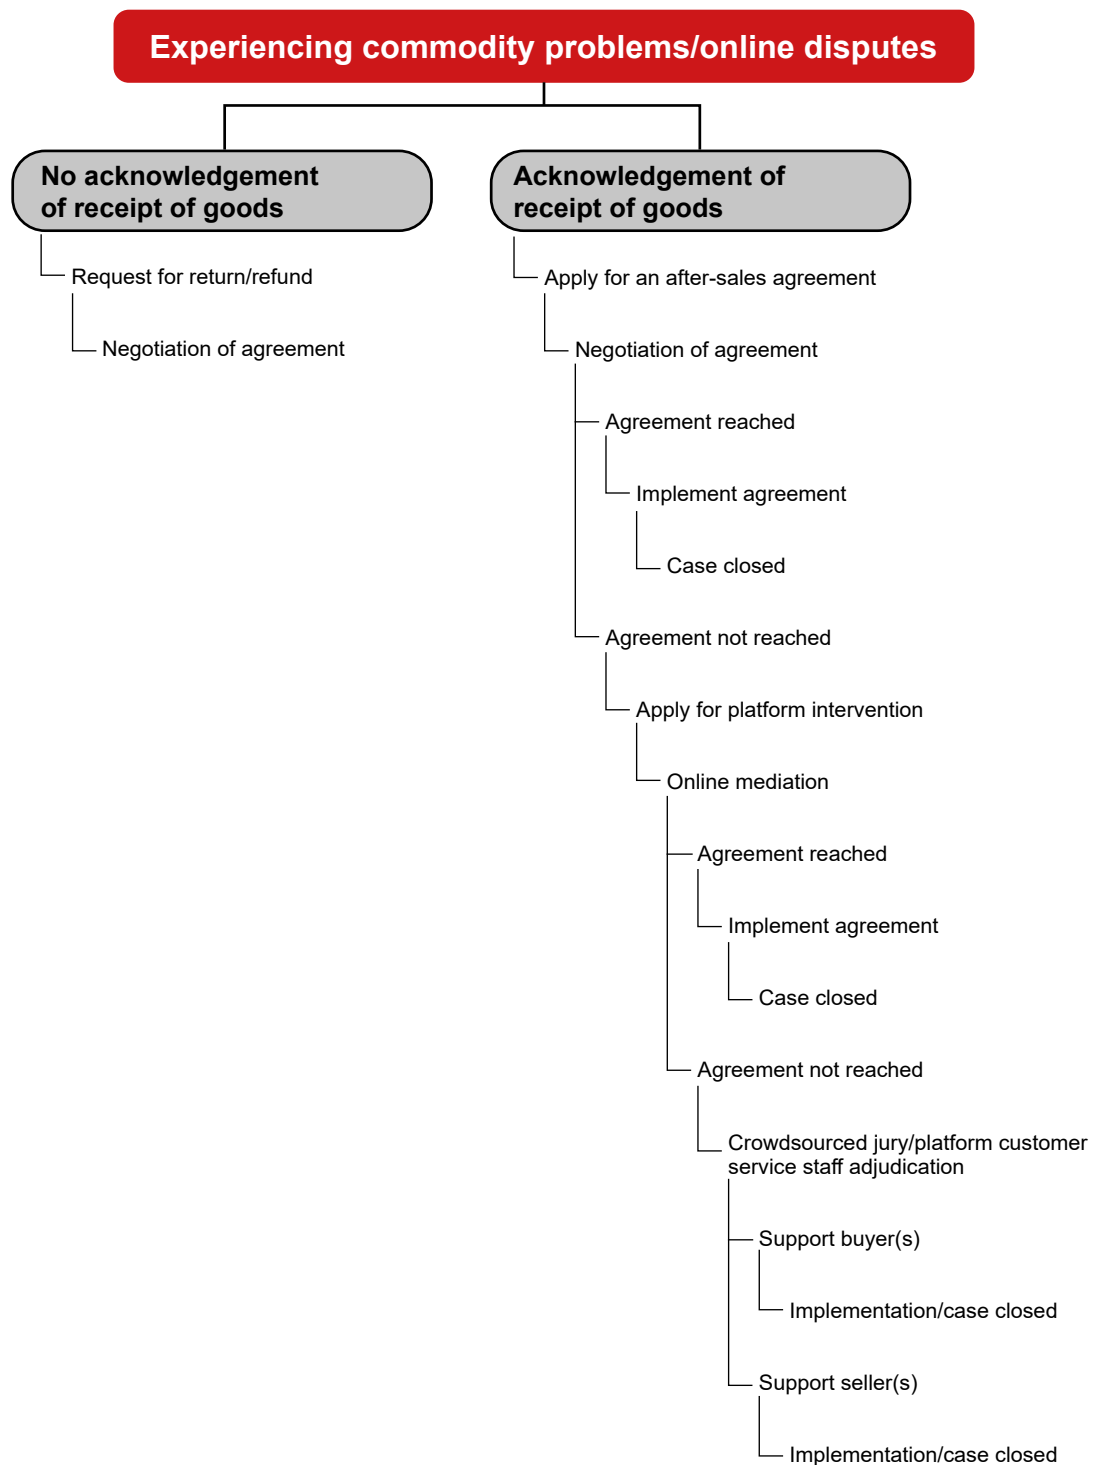 Experiencing commodity problems/online disputes
No acknowledgement
of receipt of goods
Request for return/refund
Negotiation of agreement
Acknowledgement of
receipt of goods
Apply for an after-sales agreement
Negotiation of agreement
Agreement reached
Implement agreement
Case closed
Agreement not reached
Apply for platform intervention
Online mediation
Agreement reached
Implement agreement
Case closed
Agreement not reached
Crowdsourced jury/platform customer
service staff adjudication
Support buyer(s)
Implementation/case closed
Support seller(s)
Implementation/case closed